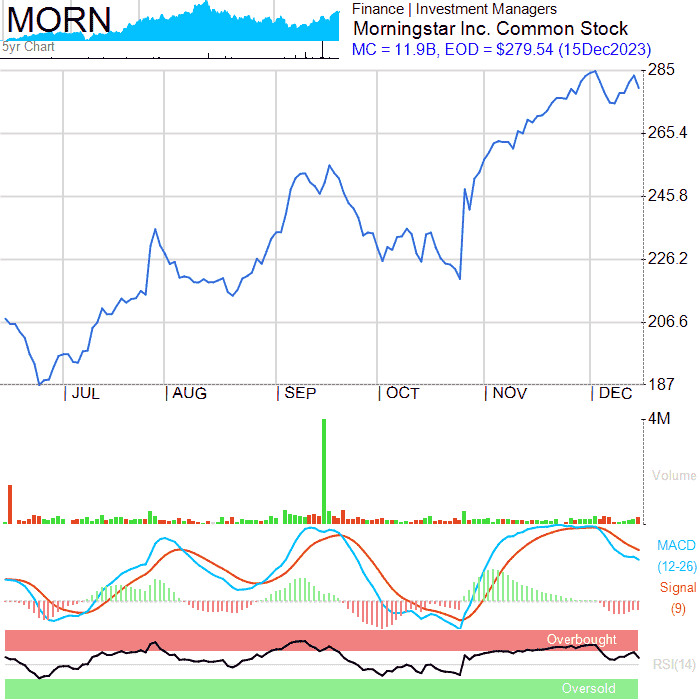 MORN
5yr Chart
Finance | Investment Managers
Morningstar Inc. Common Stock
MC = 11.9B, EOD = $279.54 (15Dec2023)
285
265.4
245.8
226.2
206.6
187
JUL AUG SEP OCT NOV DEC
4M
Volume
MACD
(12-26)
Signal
(9)
Overbought
RSI(14)
Oversold